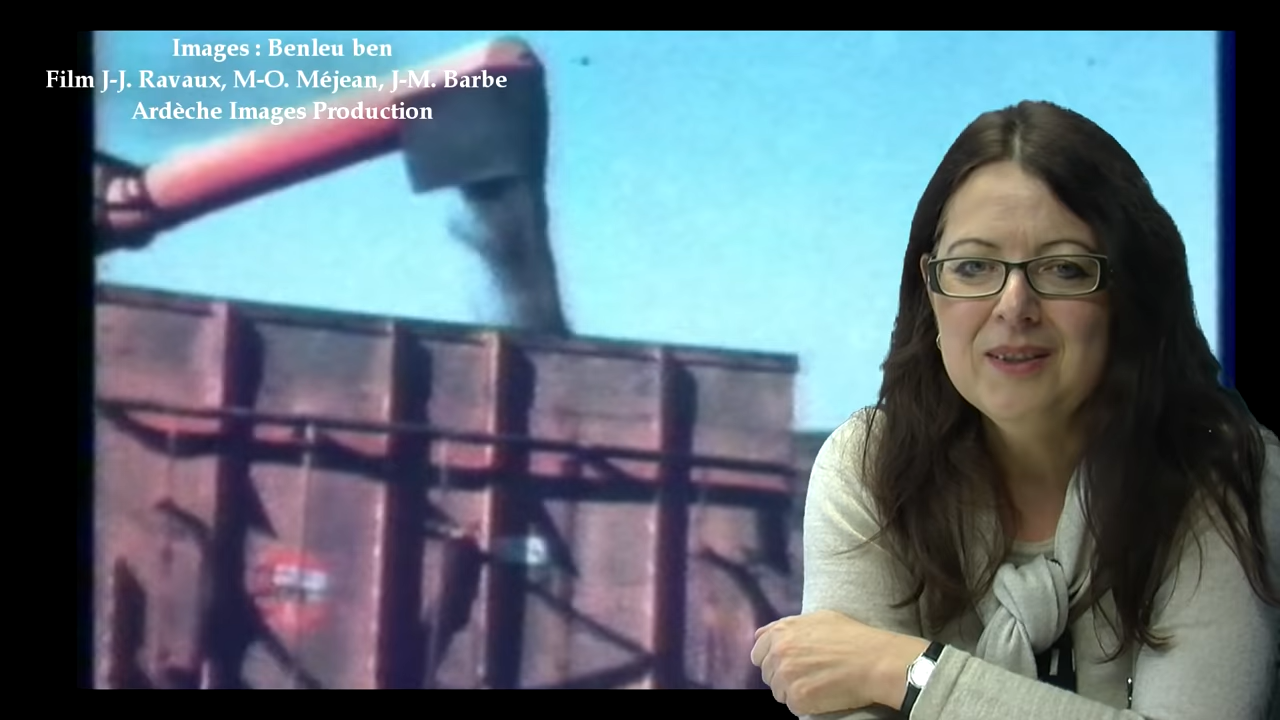 Images : Benleu ben
Film J-J. Ravaux, M-O. Méjean, J-M. Barbe
Ardèche Images Production